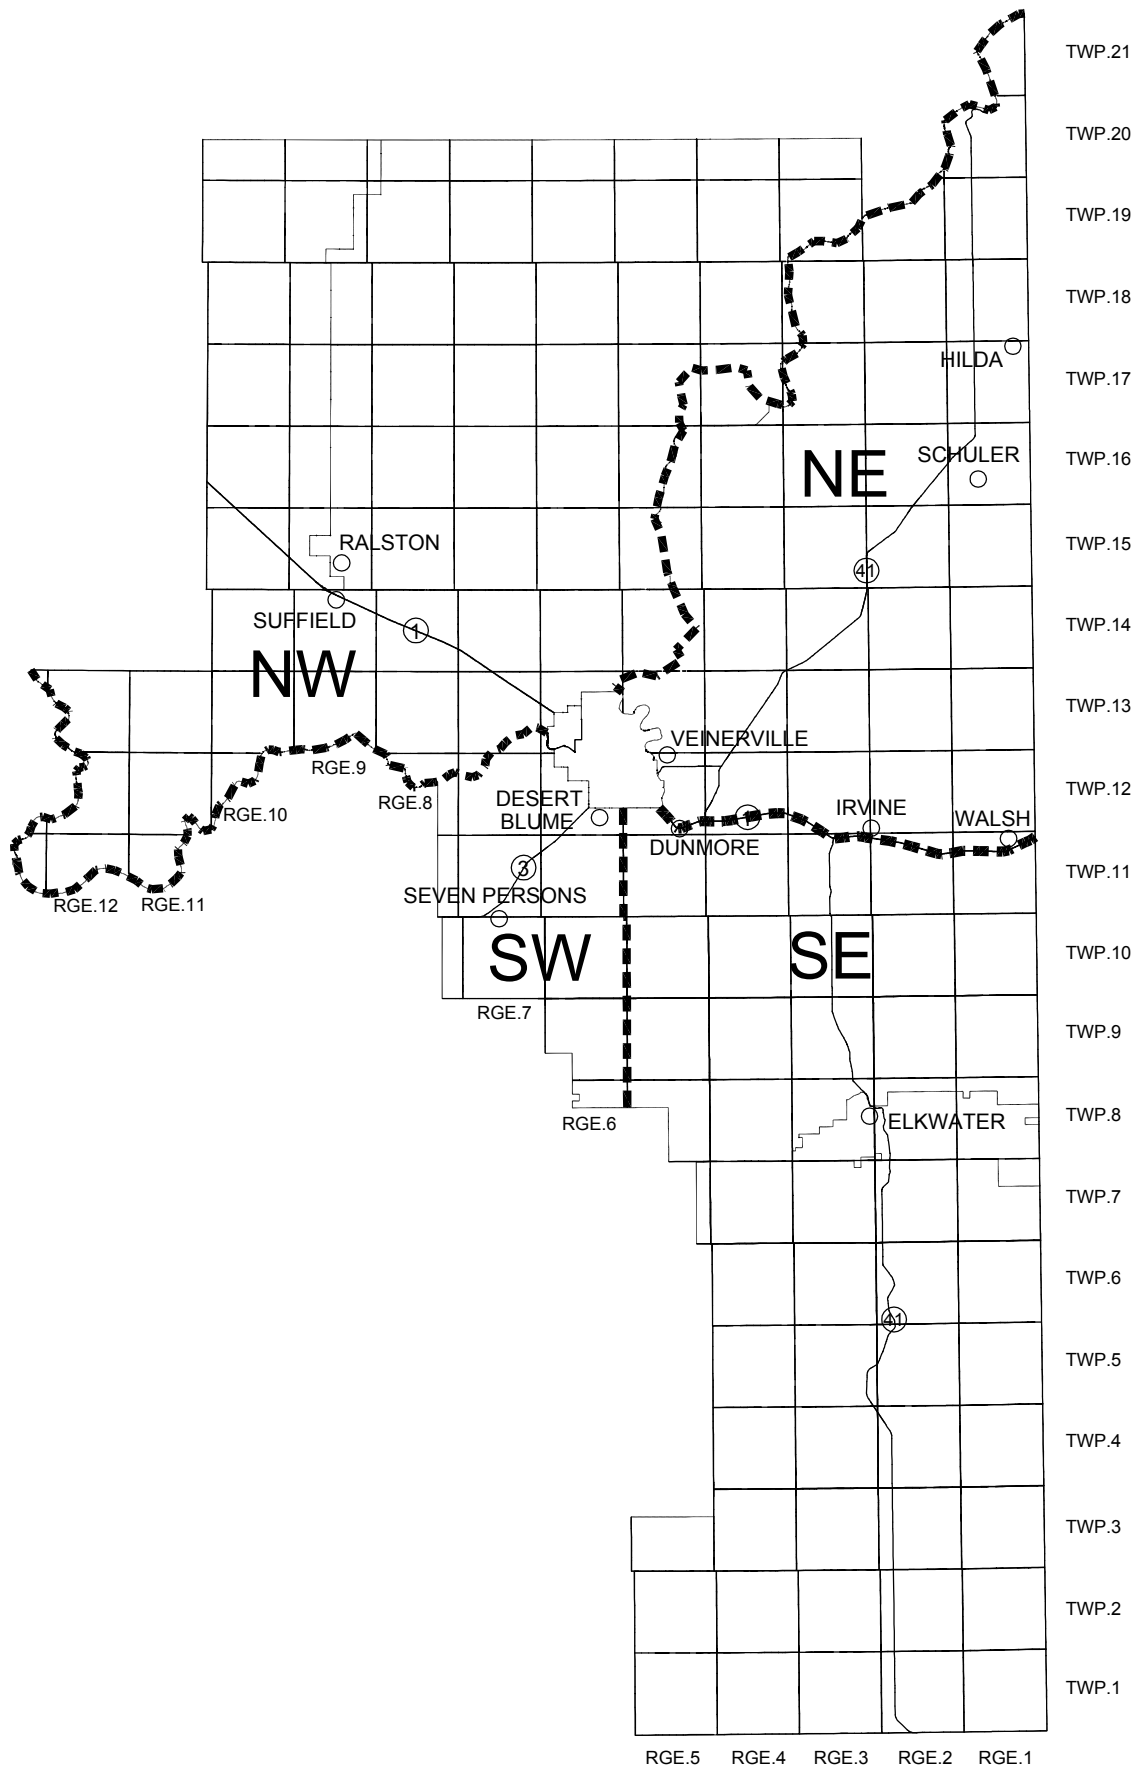 TWP.21
TWP.20
TWP.19
TWP.18
HILDA
TWP.17
NE
SCHULER
TWP.16
RALSTON
TWP.15
41
SUFFIELD
1
TWP.14
NW
TWP.13
VEINERVILLE
RGE.9
RGE.8
RGE.10
DESERT
BLUME
1
IRVINE
WALSH
TWP.12
DUNMORE
3
SEVEN PERSONS
TWP.11
RGE.12
RGE.11
SW
SE
TWP.10
RGE.7
TWP.9
RGE.6
ELKWATER
TWP.8
TWP.7
TWP.6
41
TWP.5
TWP.4
TWP.3
TWP.2
TWP.1
RGE.5
RGE.4
RGE.3
RGE.2
RGE.1